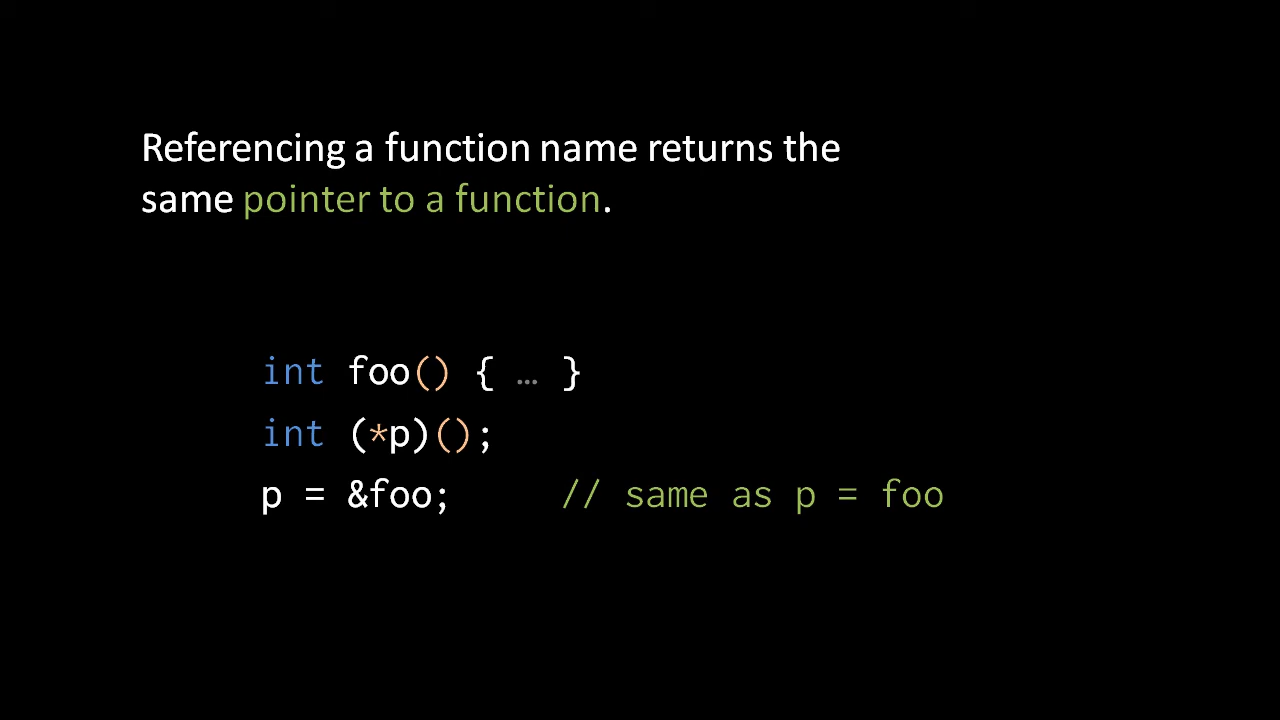 Referencing a function name returns the
same pointer to a function.
int foo() { … }
int (*p)();
p = &foo; // same as p = foo